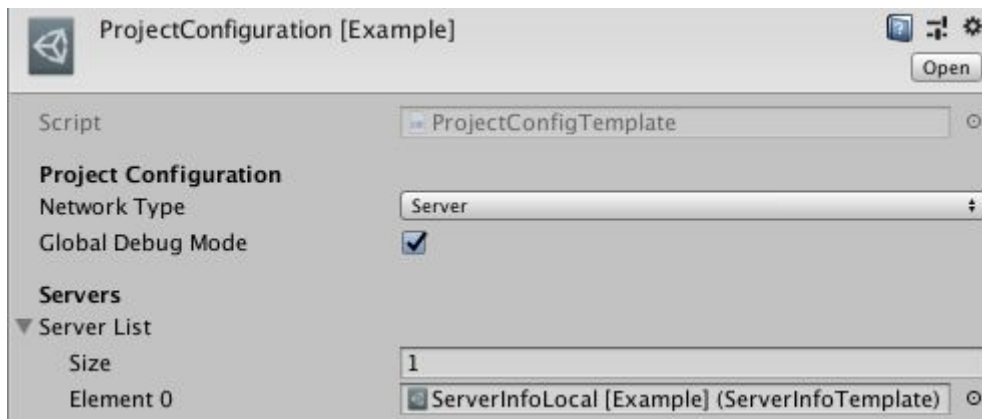 ProjectConfiguration [Example]
Open
Script ProjectConfigTemplate
Project Configuration
Network Type Server
Global Debug Mode
Servers
Server List
Size 1
Element 0 ServerInfoLocal [Example] (ServerInfoTemplate)